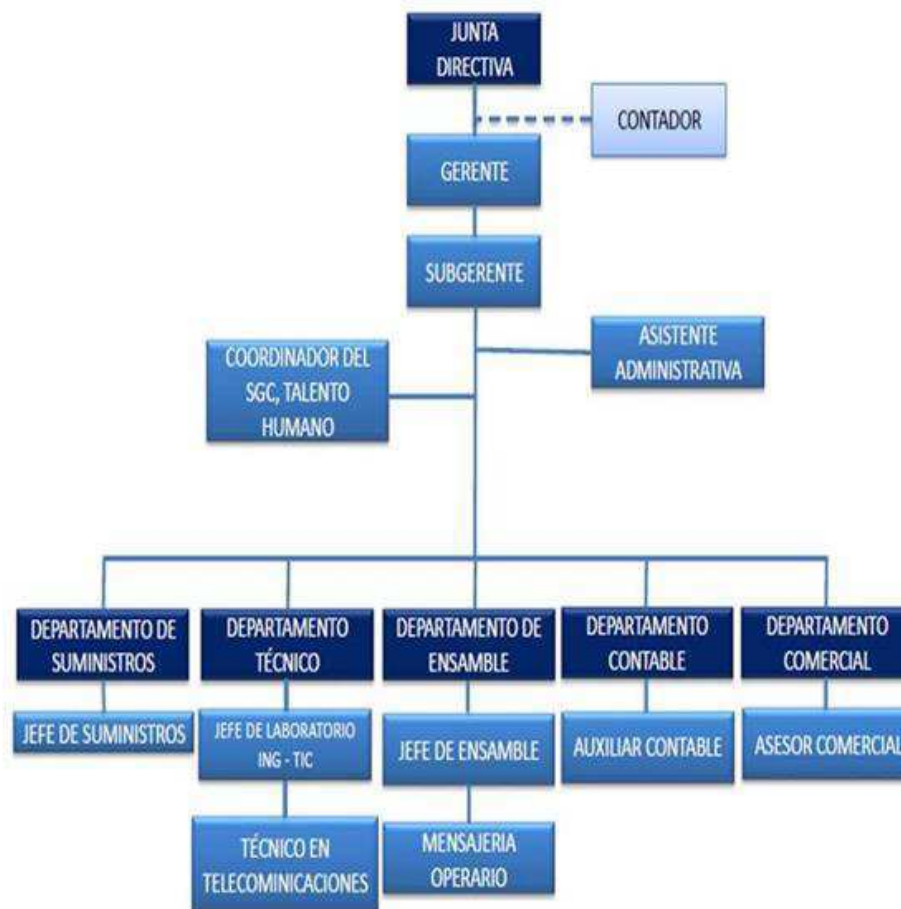 JUNTA
DIRECTIVA
CONTADOR
GERENTE
SUBGERENTE
ASISTENTE
ADMINISTRATIVA
COORDINADOR DEL
SGC, TALENTO
HUMANO
DEPARTAMENTO DE
SUMINISTROS
DEPARTAMENTO
TÉCNICO
DEPARTAMENTO DE
ENSAMBLE
DEPARTAMENTO
CONTABLE
DEPARTAMENTO
COMERCIAL
JEFE DE SUMINISTROS
JEFE DE LABORATORIO
ING - TIC
JEFE DE ENSAMBLE
AUXILIAR CONTABLE
ASESOR COMERCIAL
TÉCNICO EN
TELECOMINICACIONES
MENSAJERIA
OPERARIO